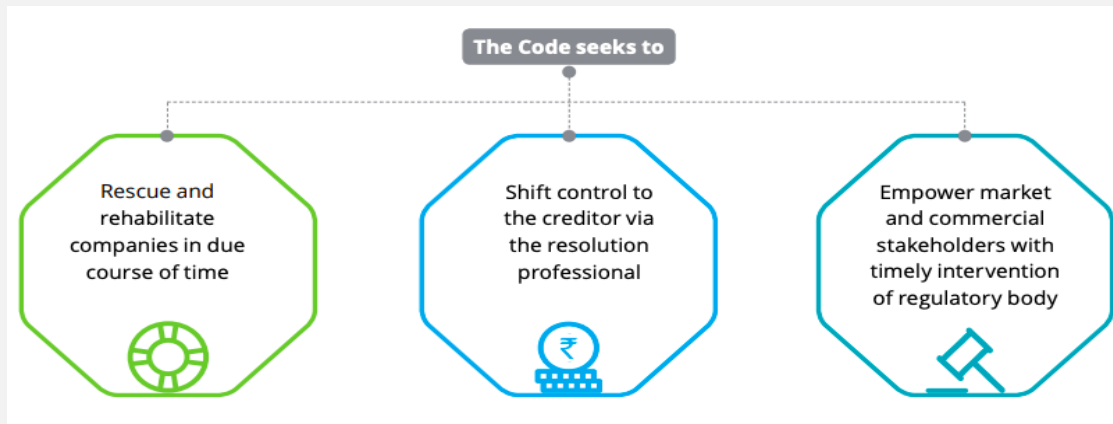 The Code seeks to
Rescue and
rehabilitate
companies in due
course of time
Shift control to
the creditor via
the resolution
professional
₹
Empower market
and commercial
stakeholders with
timely intervention
of regulatory body